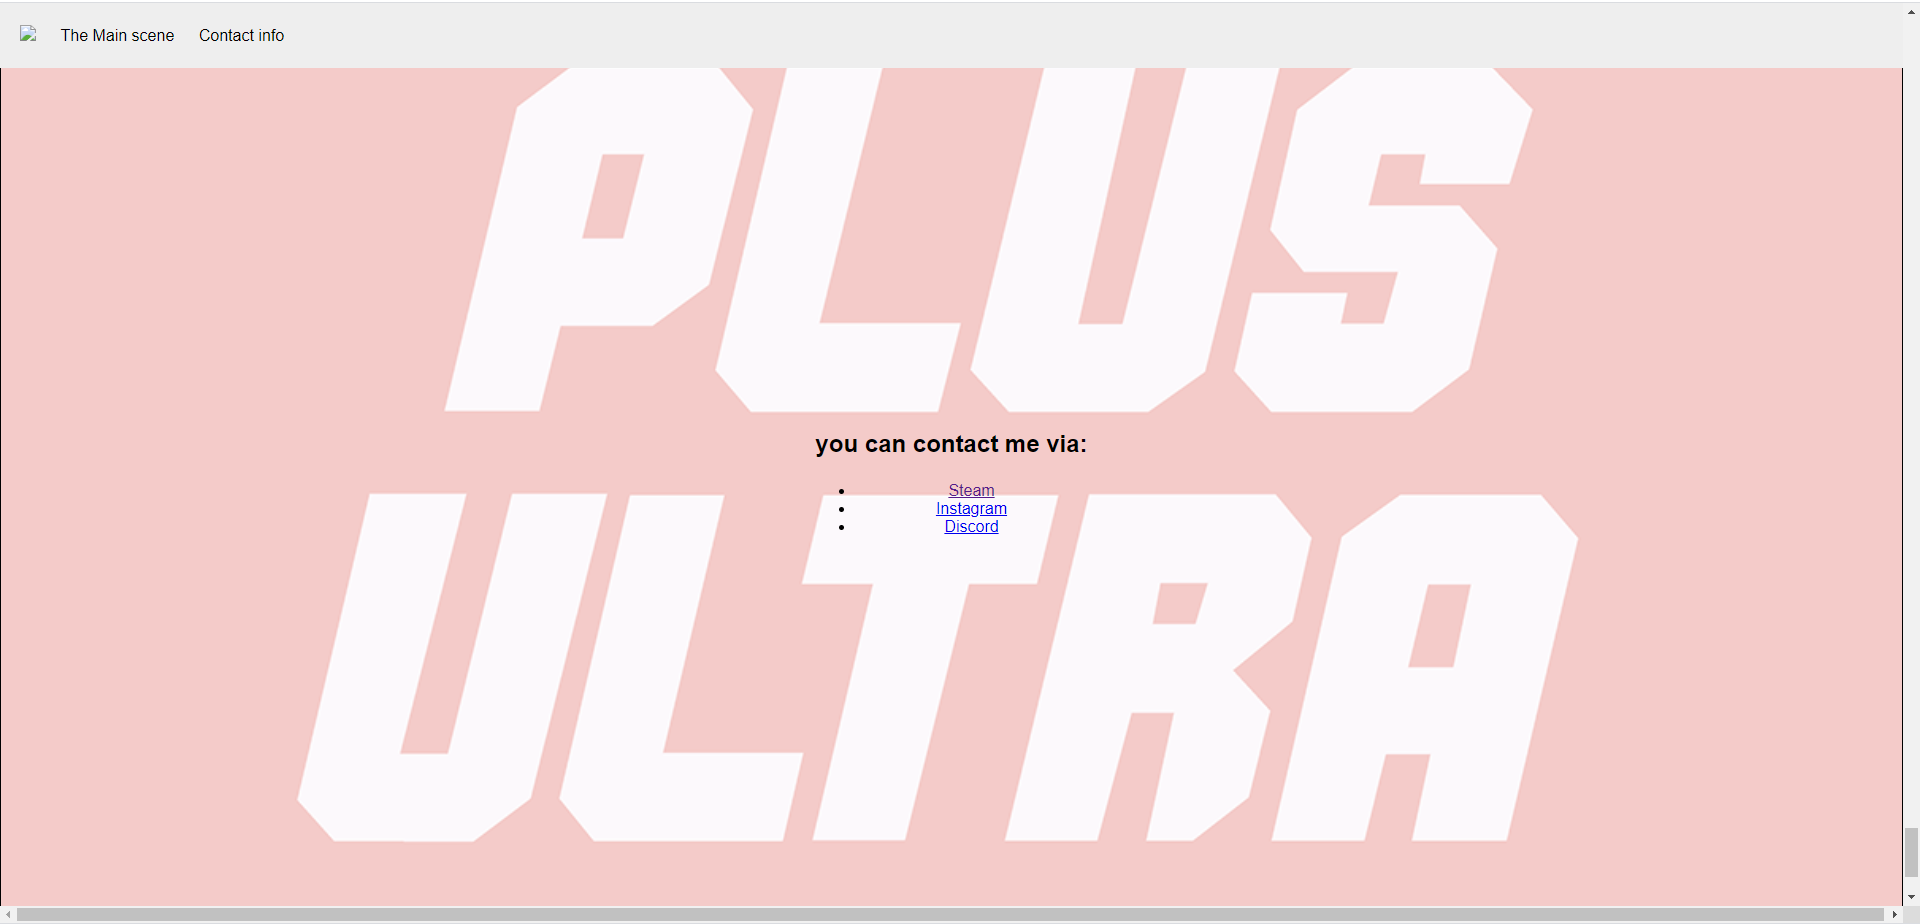 The Main scene Contact info
PLUS
you can contact me via:
Steam
Instagram
Discord
ULTRA